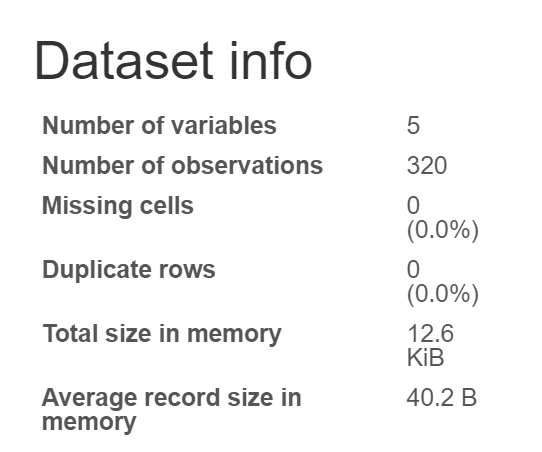 Dataset info
Number of variables 5
Number of observations 320
Missing cells 0
(0.0%)
Duplicate rows 0
(0.0%)
Total size in memory 12.6
KiB
Average record size in 40.2 B
memory